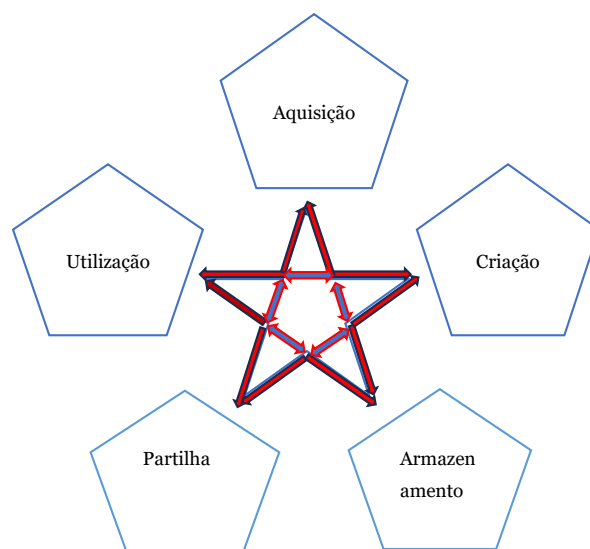 Aquisição
Utilização
Criação
Partilha
Armazen
amento